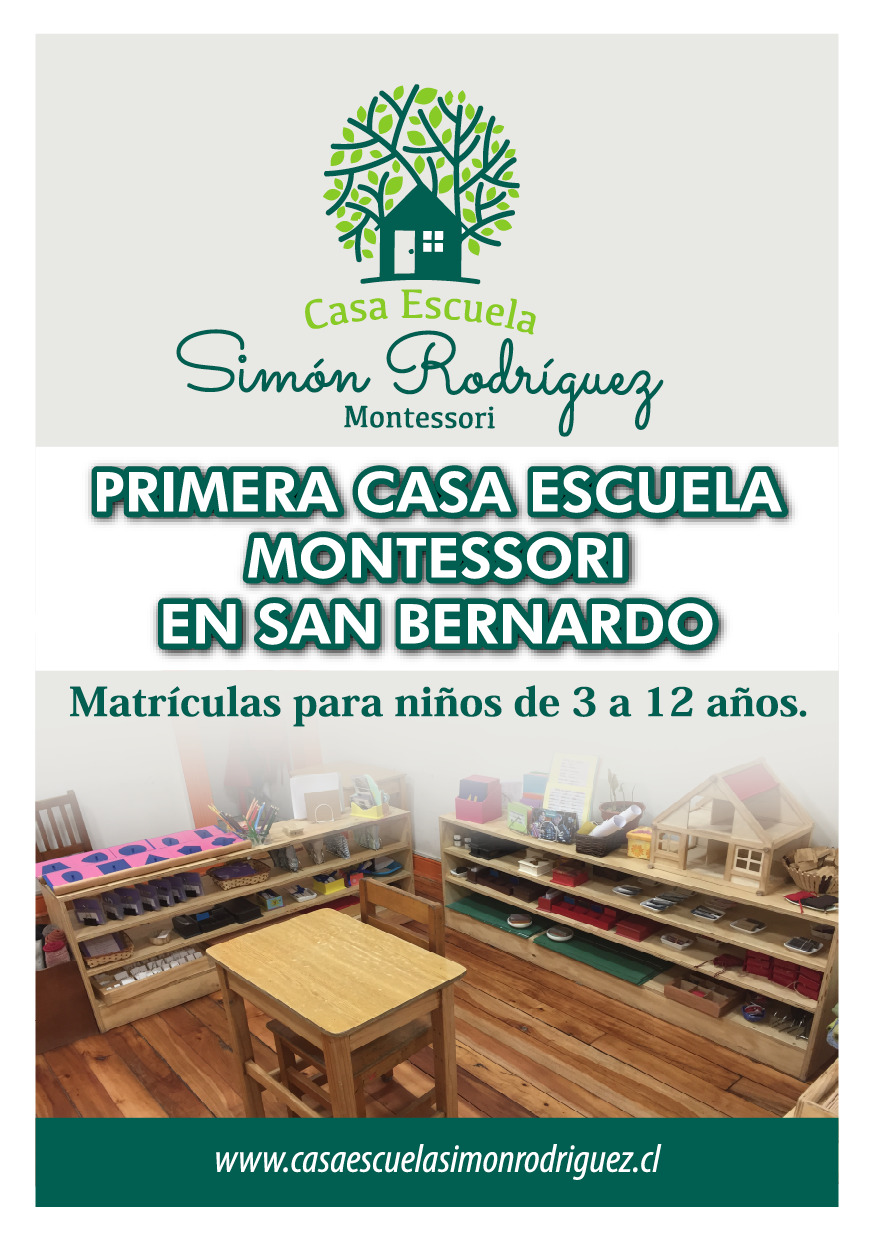 Casa Escuela
Simón Rodríguez
Montessori
PRIMERA CASA ESCUELA
MONTESSORI
EN SAN BERNARDO
Matrículas para niños de 3 a 12 años.
www.casaescuelasimonrodriguez.cl